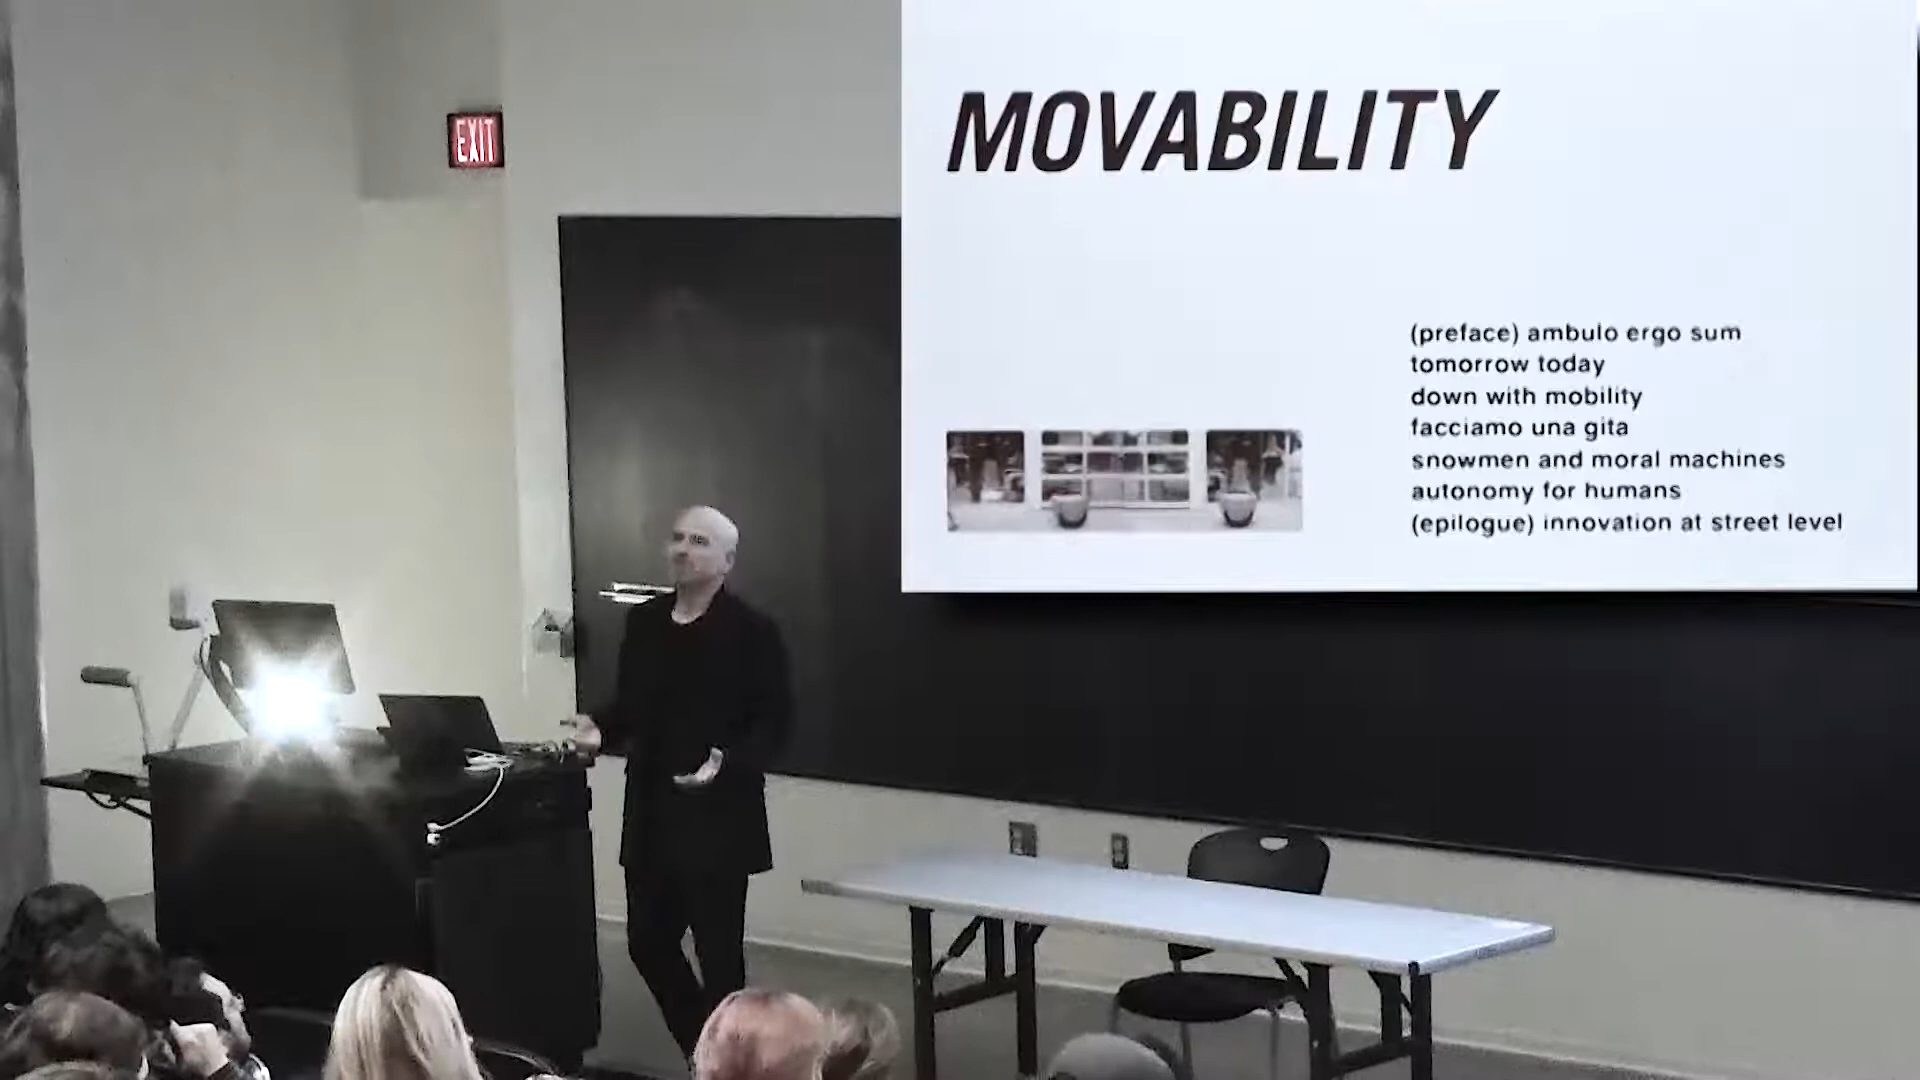 EXIT
MOVABILITY
(preface) ambulo ergo sum
tomorrow today
down with mobility
facciamo una gita
snowmen and moral machines
autonomy for humans
(epilogue) innovation at street level